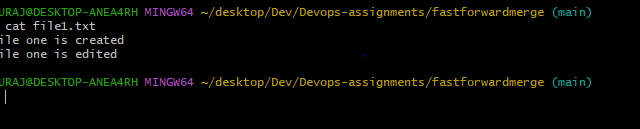 URAJ@DESKTOP-ANEA4RH MINGW64 ~/desktop/Dev/Devops-assignments/fastforwardmerge (main)
cat file1.txt
ile one is created
ile one is edited
URAJ@DESKTOP-ANEA4RH MINGW64 ~/desktop/Dev/Devops-assignments/fastforwardmerge (main)